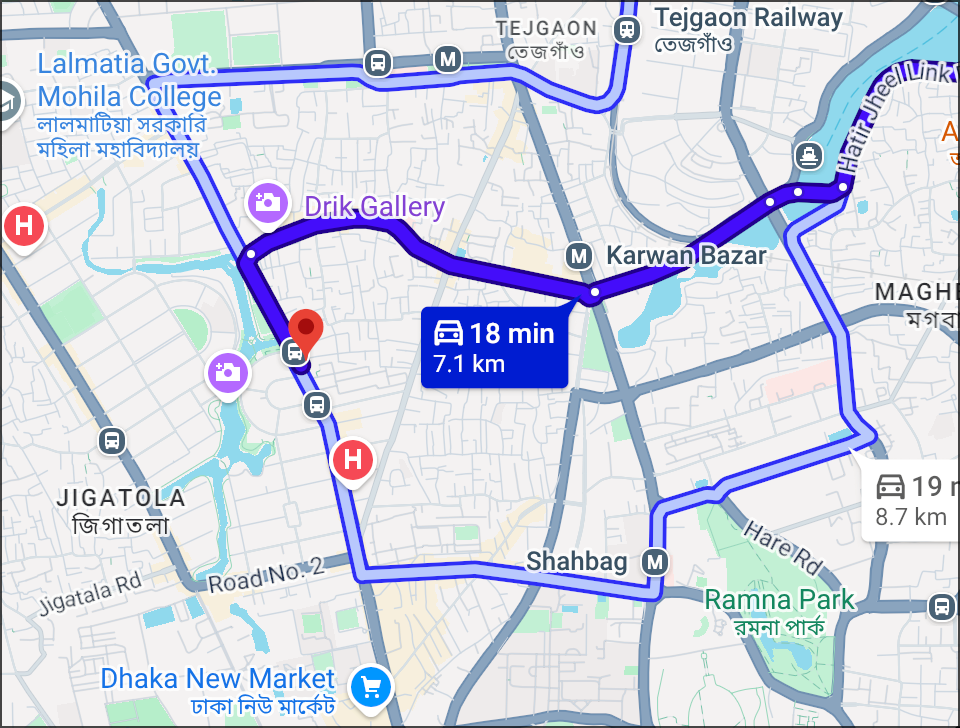 TEJGAON
তেজগাঁও
Tejgaon Railway
তেজগাঁও
Lalmatia Govt.
Mohila College
লালমাটিয়া সরকারি
মহিলা মহাবিদ্যালয়
M
Hatir Jheel Link
H
Drik Gallery
M
Karwan Bazar
MAGHE
মগবা
18 min
7.1 km
H
19
8.7 km
JIGATOLA
জিগাতলা
Jigatala Rd
Road No. 2
Shahbag
M
Hare Rd
Ramna Park
রমনা পার্ক
Dhaka New Market
ঢাকা নিউ মার্কেট